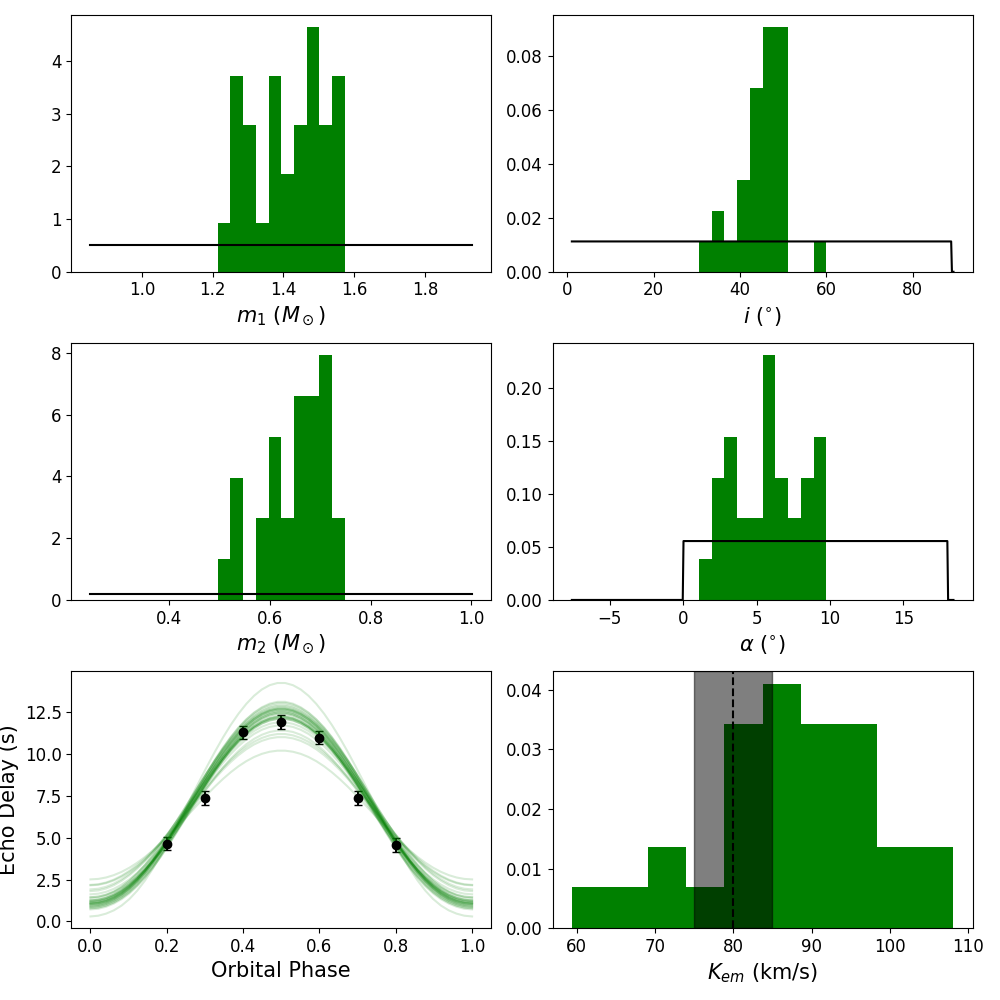 4
3
2
1
0
1.0 1.2 1.4 1.6 1.8
m₁ (M⊙)
0.08
0.06
0.04
0.02
0.00
0 20 40 60 80
i (°)
8
6
4
2
0
0.4 0.6 0.8 1.0
m₂ (M⊙)
0.20
0.15
0.10
0.05
0.00
−5 0 5 10 15
α (°)
Echo Delay (s)
12.5
10.0
7.5
5.0
2.5
0.0
0.0 0.2 0.4 0.6 0.8 1.0
Orbital Phase
0.04
0.03
0.02
0.01
0.00
60 70 80 90 100 110
Kem (km/s)